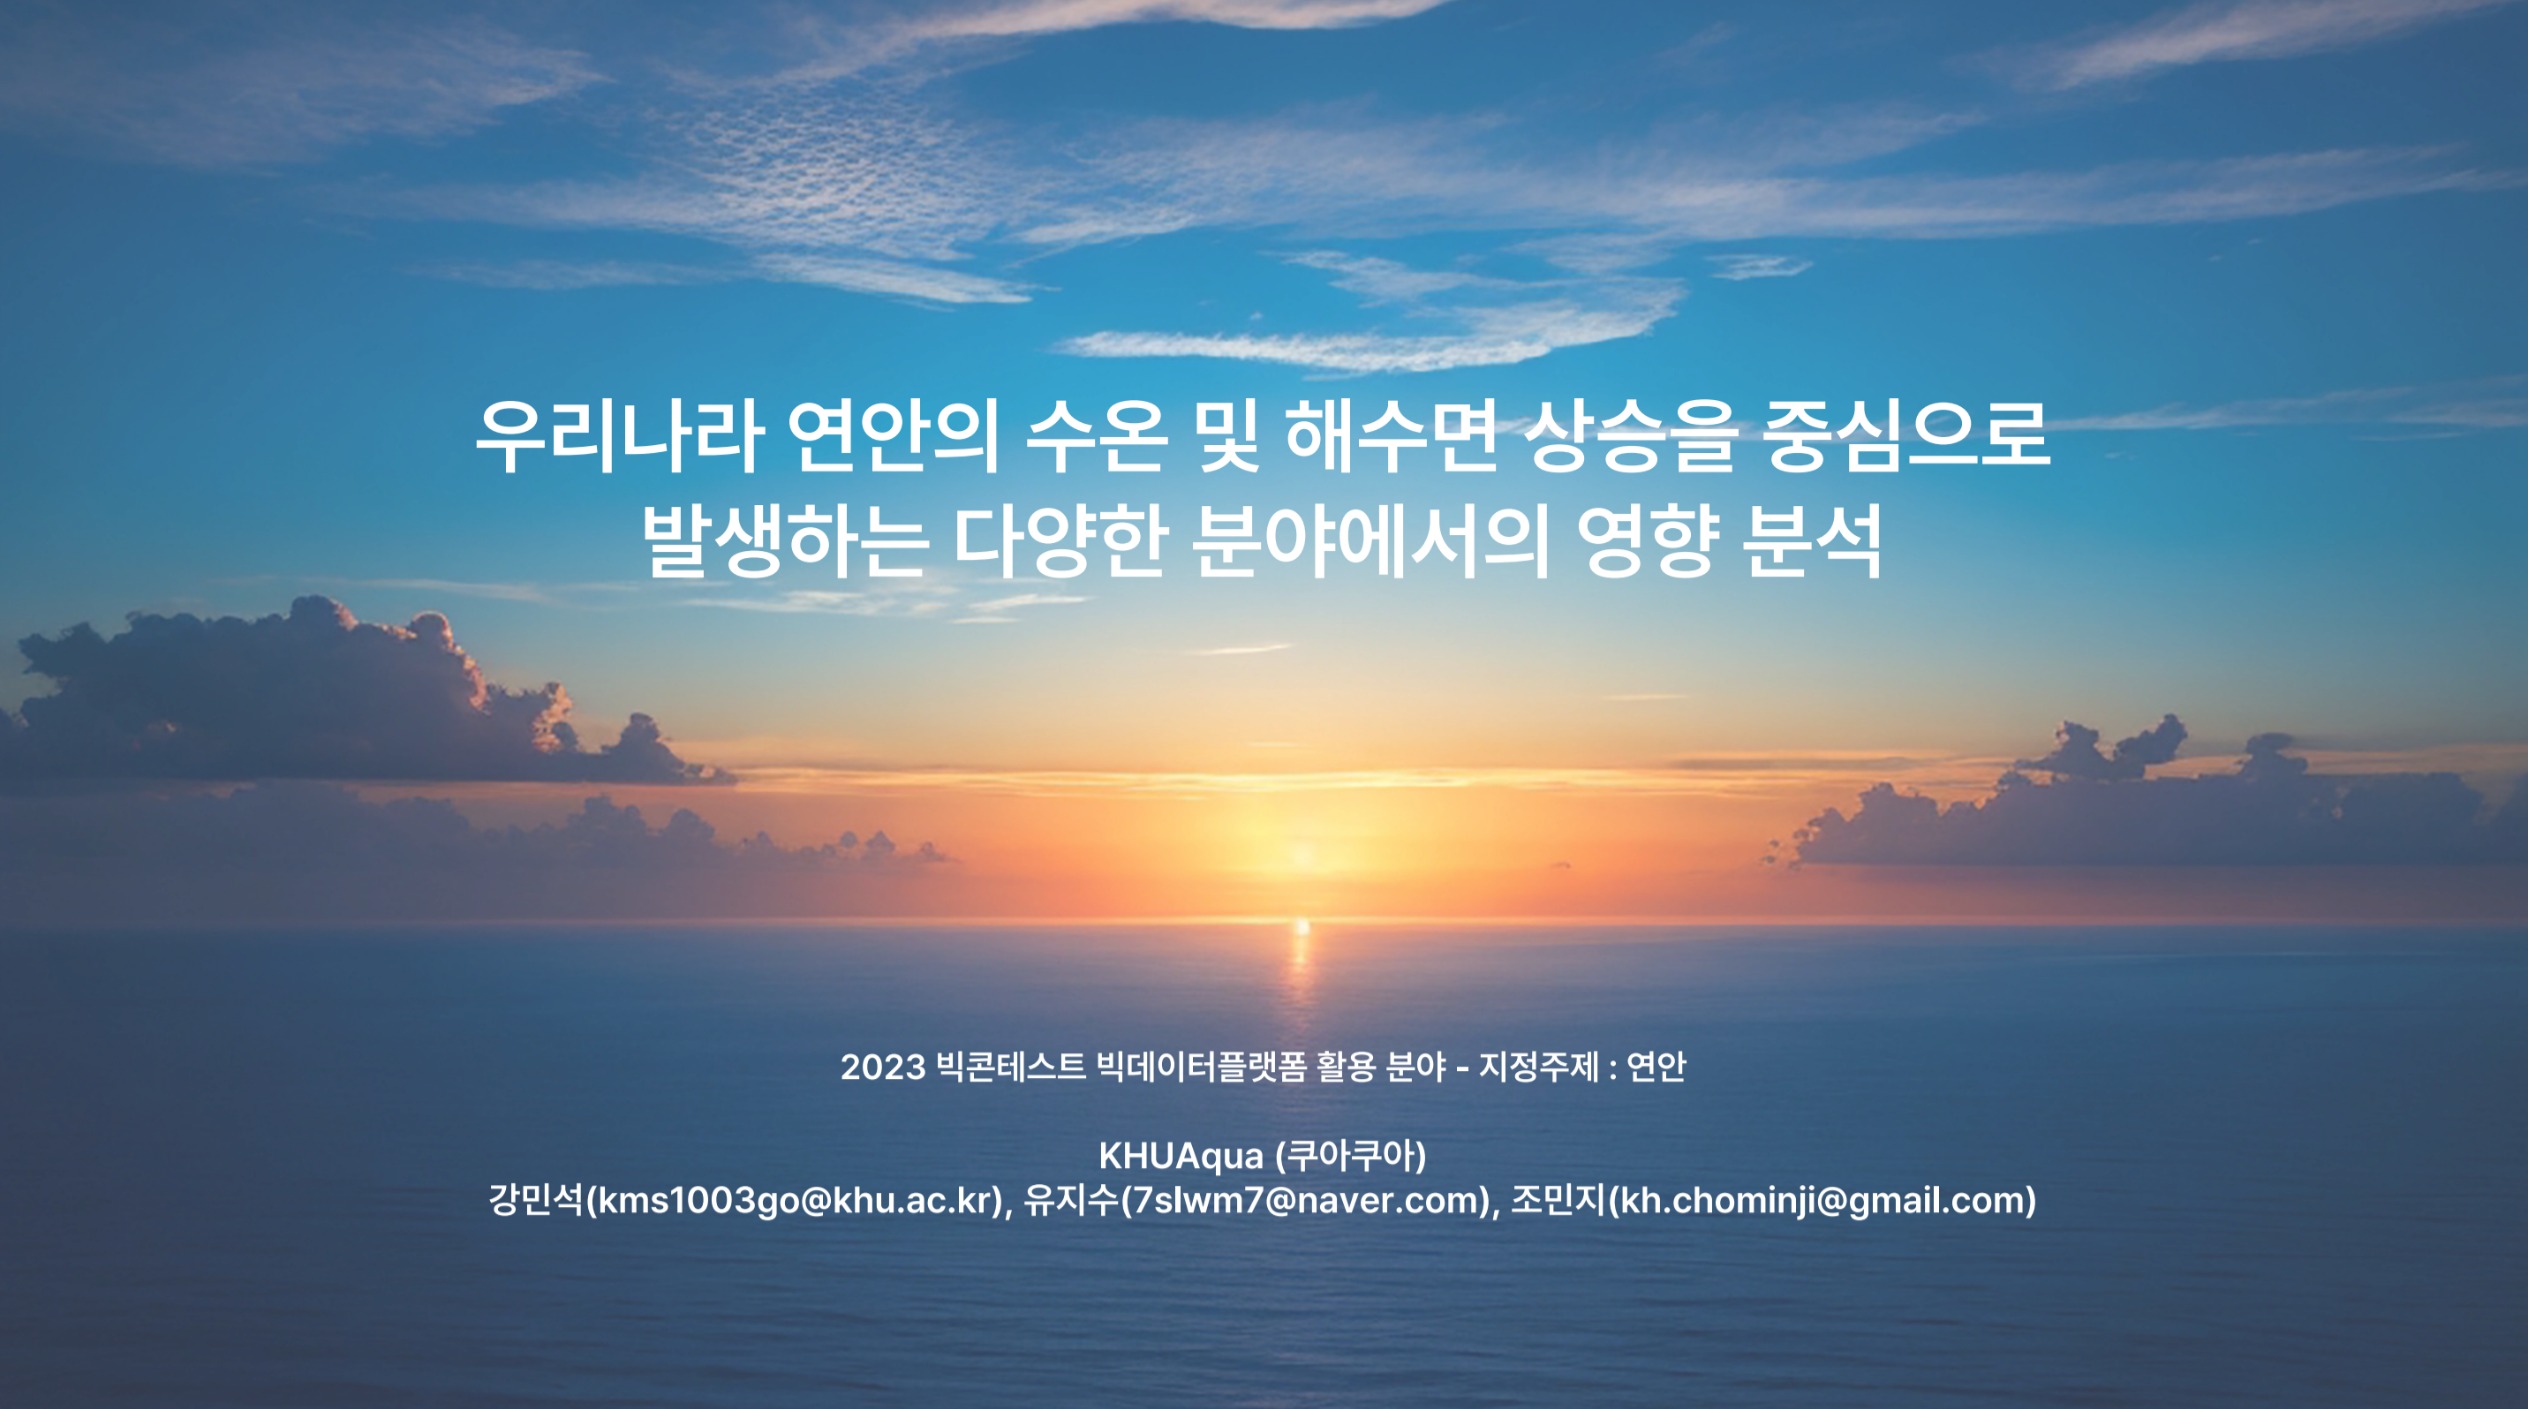 우리나라 연안의 수온 및 해수면 상승을 중심으로
발생하는 다양한 분야에서의 영향 분석
2023 빅콘테스트 빅데이터플랫폼 활용 분야 - 지정주제 : 연안
KHUAqua (쿠아쿠아)
강민석(kms1003go@khu.ac.kr), 유지수(7slwm7@naver.com), 조민지(kh.chominji@gmail.com)